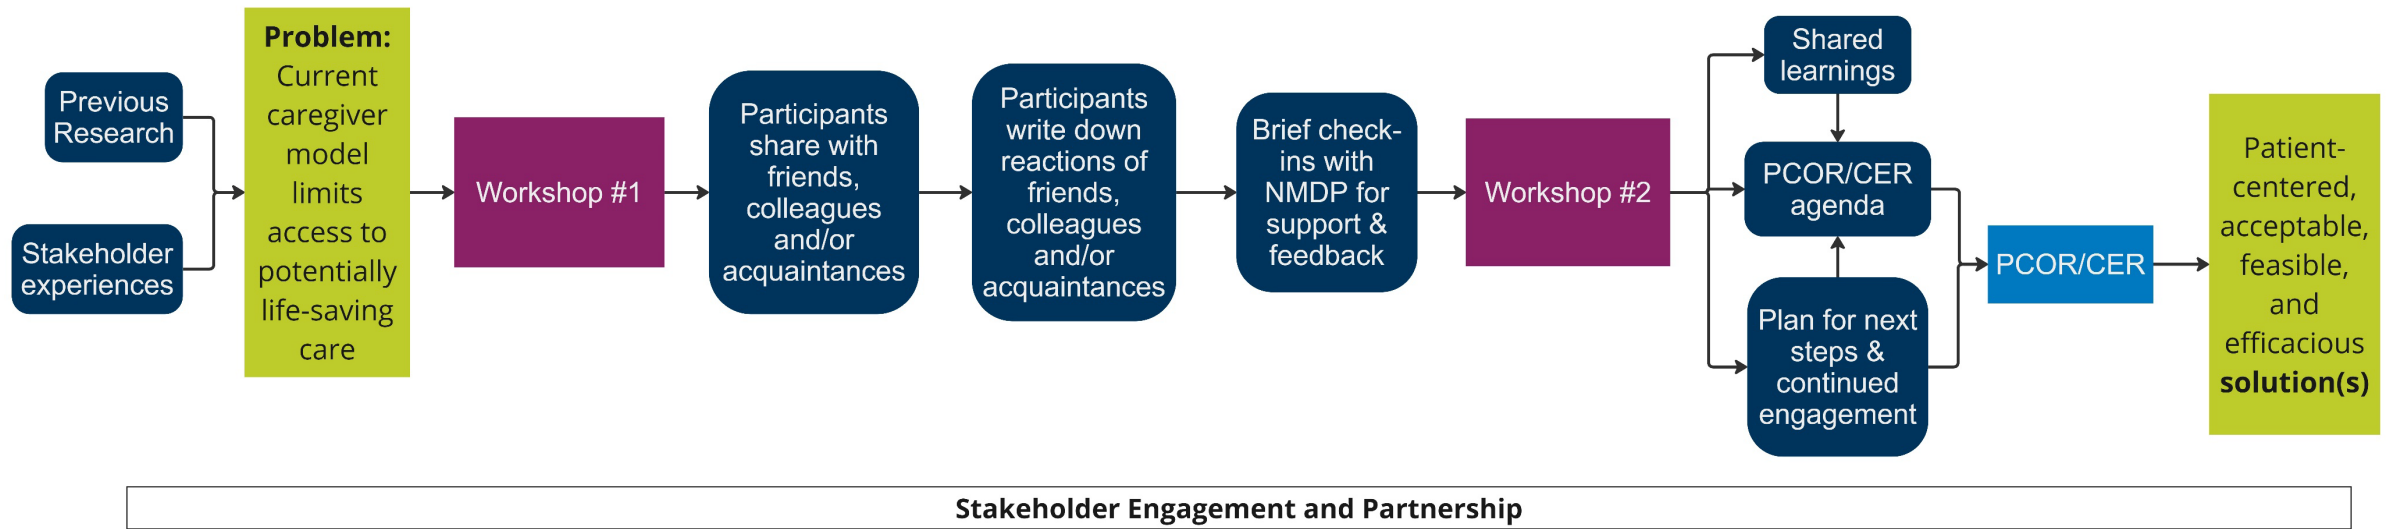 Previous
Research
Stakeholder
experiences
Problem:
Current
caregiver
model
limits
access to
potentially
life-saving
care
Workshop #1
Participants
share with
friends,
colleagues
and/or
acquaintances
Participants
write down
reactions of
friends,
colleagues
and/or
acquaintances
Brief check-
ins with
NMDP for
support &
feedback
Workshop #2
Shared
learnings
PCOR/CER
agenda
Plan for next
steps &
continued
engagement
PCOR/CER
Patient-
centered,
acceptable,
feasible,
and
efficacious
solution(s)
Stakeholder Engagement and Partnership